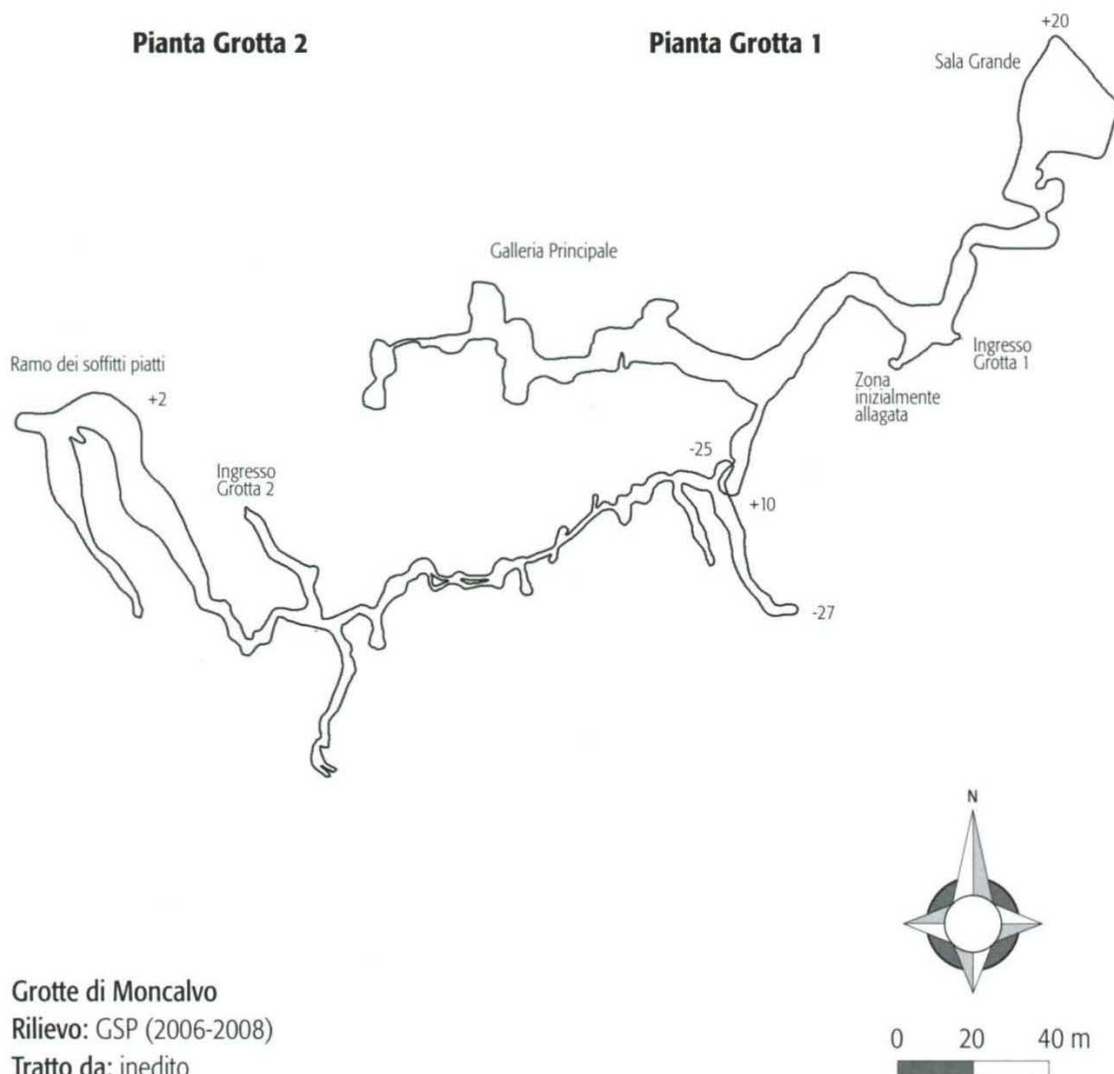 Pianta Grotta 2
Pianta Grotta 1
+20
Sala Grande
Galleria Principale
Ramo dei soffitti piatti
+2
Ingresso
Grotta 2
Ingresso
Grotta 1
Zona
inizialmente
allagata
-25
+10
-27
N
Grotte di Moncalvo
Rilievo: GSP (2006-2008)
Tratto da: inedito
0 20 40 m